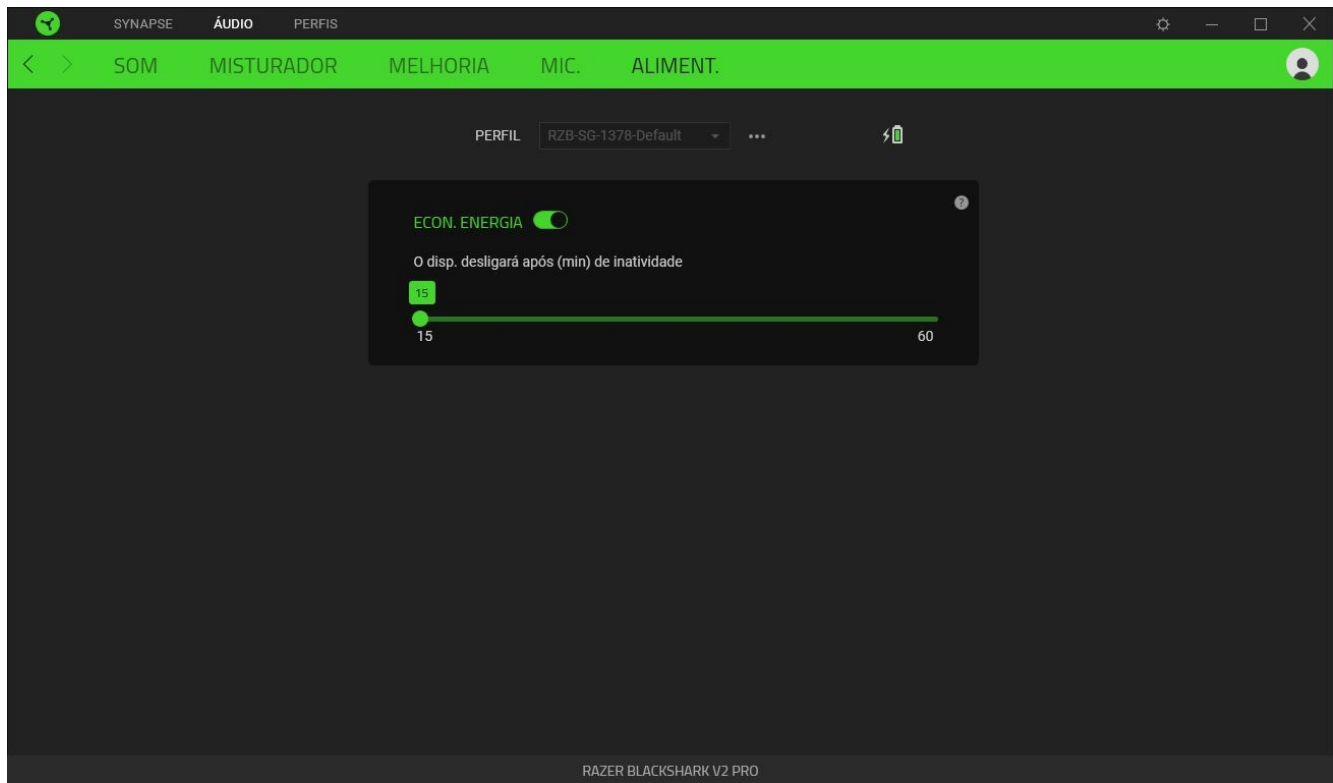 SYNAPSE ÁUDIO PERFIS
SOM MISTURADOR MELHORIA MIC. ALIMENT.
PERFIL RZB-SG-1378-Default ...
?
ECON. ENERGIA
O disp. desligará após (min) de inatividade
15
15 60
RAZER BLACKSHARK V2 PRO